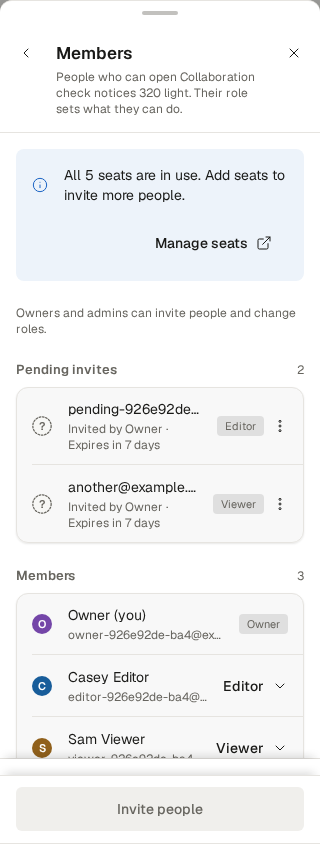 Members
People who can open Collaboration
check notices 320 light. Their role
sets what they can do.
All 5 seats are in use. Add seats to
invite more people.
Manage seats
Owners and admins can invite people and change
roles.
Pending invites 2
pending-926e92de...
Invited by Owner ·
Expires in 7 days
Editor
another@example....
Invited by Owner ·
Expires in 7 days
Viewer
Members 3
O
Owner (you)
owner-926e92de-ba4@ex...
Owner
C
Casey Editor
editor-926e92de-ba4@...
Editor
S
Sam Viewer
viewer-926e92de-ba4
Viewer
Invite people